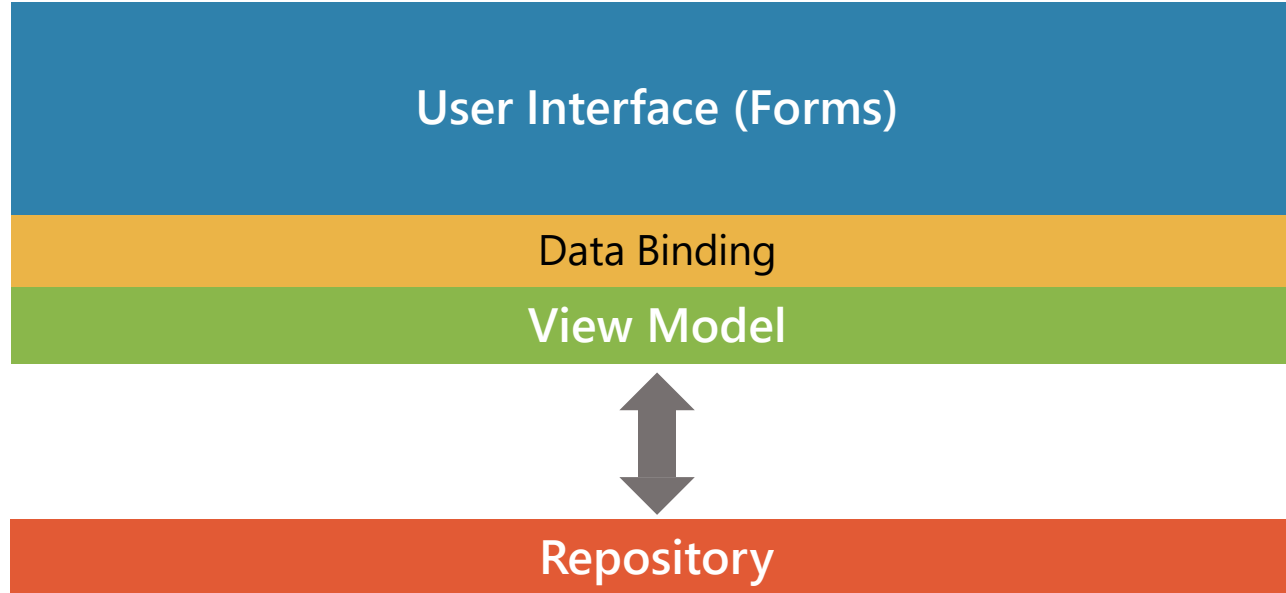 User Interface (Forms)
Data Binding
View Model
Repository